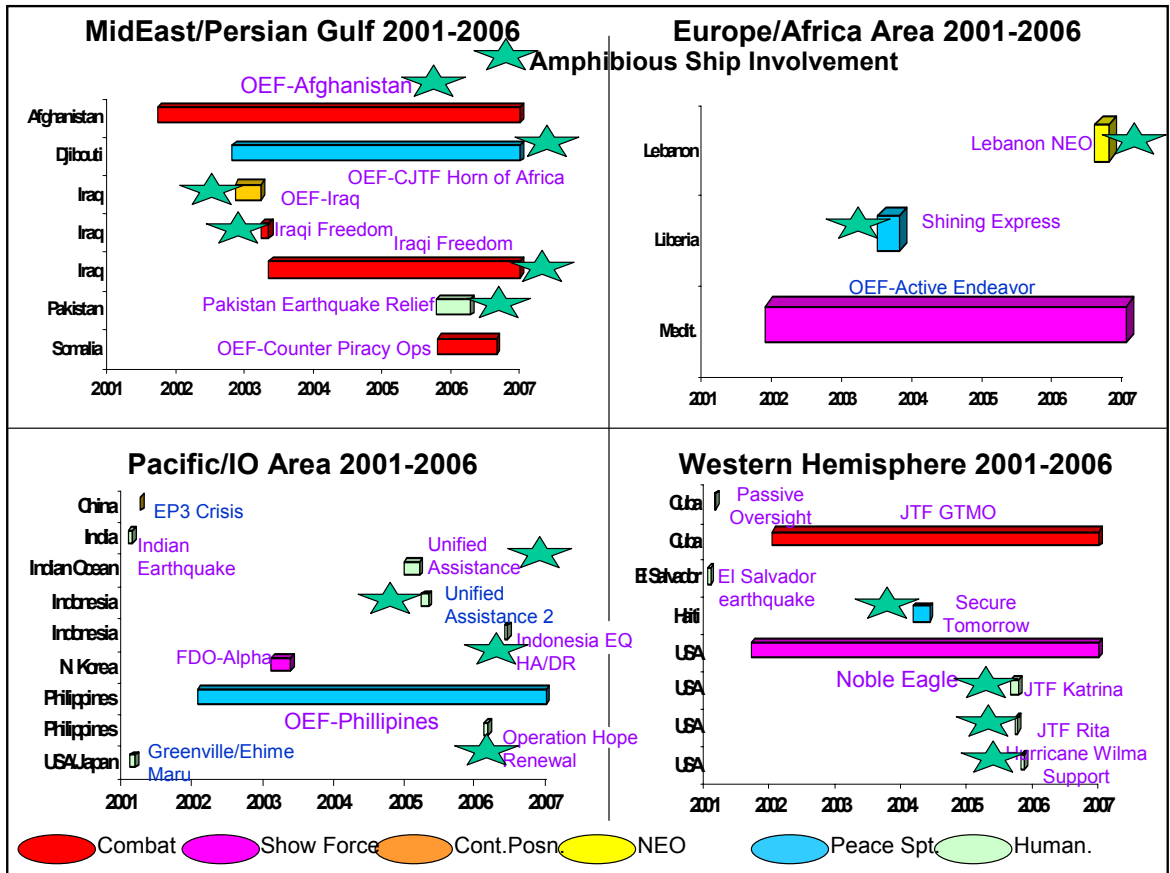 MidEast/Persian Gulf 2001-2006
Amphibious Ship Involvement
OEF-Afghanistan
Afghanistan
Djibouti
OEF-CJTF Horn of Africa
Iraq
OEF-Iraq
Iraq
Iraqi Freedom
Iraqi Freedom
Iraq
Pakistan
Pakistan Earthquake Relief
Somalia
OEF-Counter Piracy Ops
2001 2002 2003 2004 2005 2006 2007
Europe/Africa Area 2001-2006
Lebanon
Lebanon NEO
Liberia
Shining Express
OEF-Active Endeavor
Medit.
2001 2002 2003 2004 2005 2006 2007
Pacific/IO Area 2001-2006
China
EP3 Crisis
India
Indian
Earthquake
Indian Ocean
Unified
Assistance
Indonesia
Unified
Assistance 2
Indonesia
Indonesia EQ
HA/DR
N. Korea
FDO-Alpha
Philippines
OEF-Phillipines
Philippines
Operation Hope
Renewal
USA/Japan
Greenville/Ehime
Maru
2001 2002 2003 2004 2005 2006 2007
Western Hemisphere 2001-2006
Cuba
Passive
Oversight
JTF GTMO
Cuba
El Salvador
El Salvador
earthquake
Haiti
Secure
Tomorrow
USA
Noble Eagle
USA
JTF Katrina
USA
JTF Rita
USA
Hurricane Wilma
Support
2001 2002 2003 2004 2005 2006 2007
Combat Show Force Cont.Posn. NEO Peace Spt. Human.